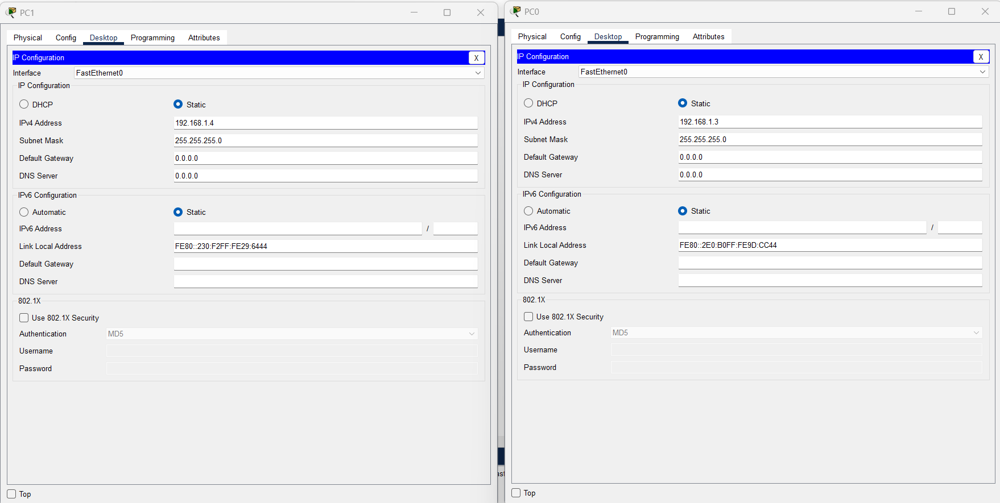 PC1
Physical Config Desktop Programming Attributes
IP Configuration X
Interface FastEthernet0
IP Configuration
DHCP Static
IPv4 Address 192.168.1.4
Subnet Mask 255.255.255.0
Default Gateway 0.0.0.0
DNS Server 0.0.0.0
IPv6 Configuration
Automatic Static
IPv6 Address /
Link Local Address FE80::230:F2FF:FE29:6444
Default Gateway
DNS Server
802.1X
Use 802.1X Security
Authentication MD5
Username
Password
Top
PC0
Physical Config Desktop Programming Attributes
IP Configuration X
Interface FastEthernet0
IP Configuration
DHCP Static
IPv4 Address 192.168.1.3
Subnet Mask 255.255.255.0
Default Gateway 0.0.0.0
DNS Server 0.0.0.0
IPv6 Configuration
Automatic Static
IPv6 Address /
Link Local Address FE80::2E0:B0FF:FE9D:CC44
Default Gateway
DNS Server
802.1X
Use 802.1X Security
Authentication MD5
Username
Password
Top